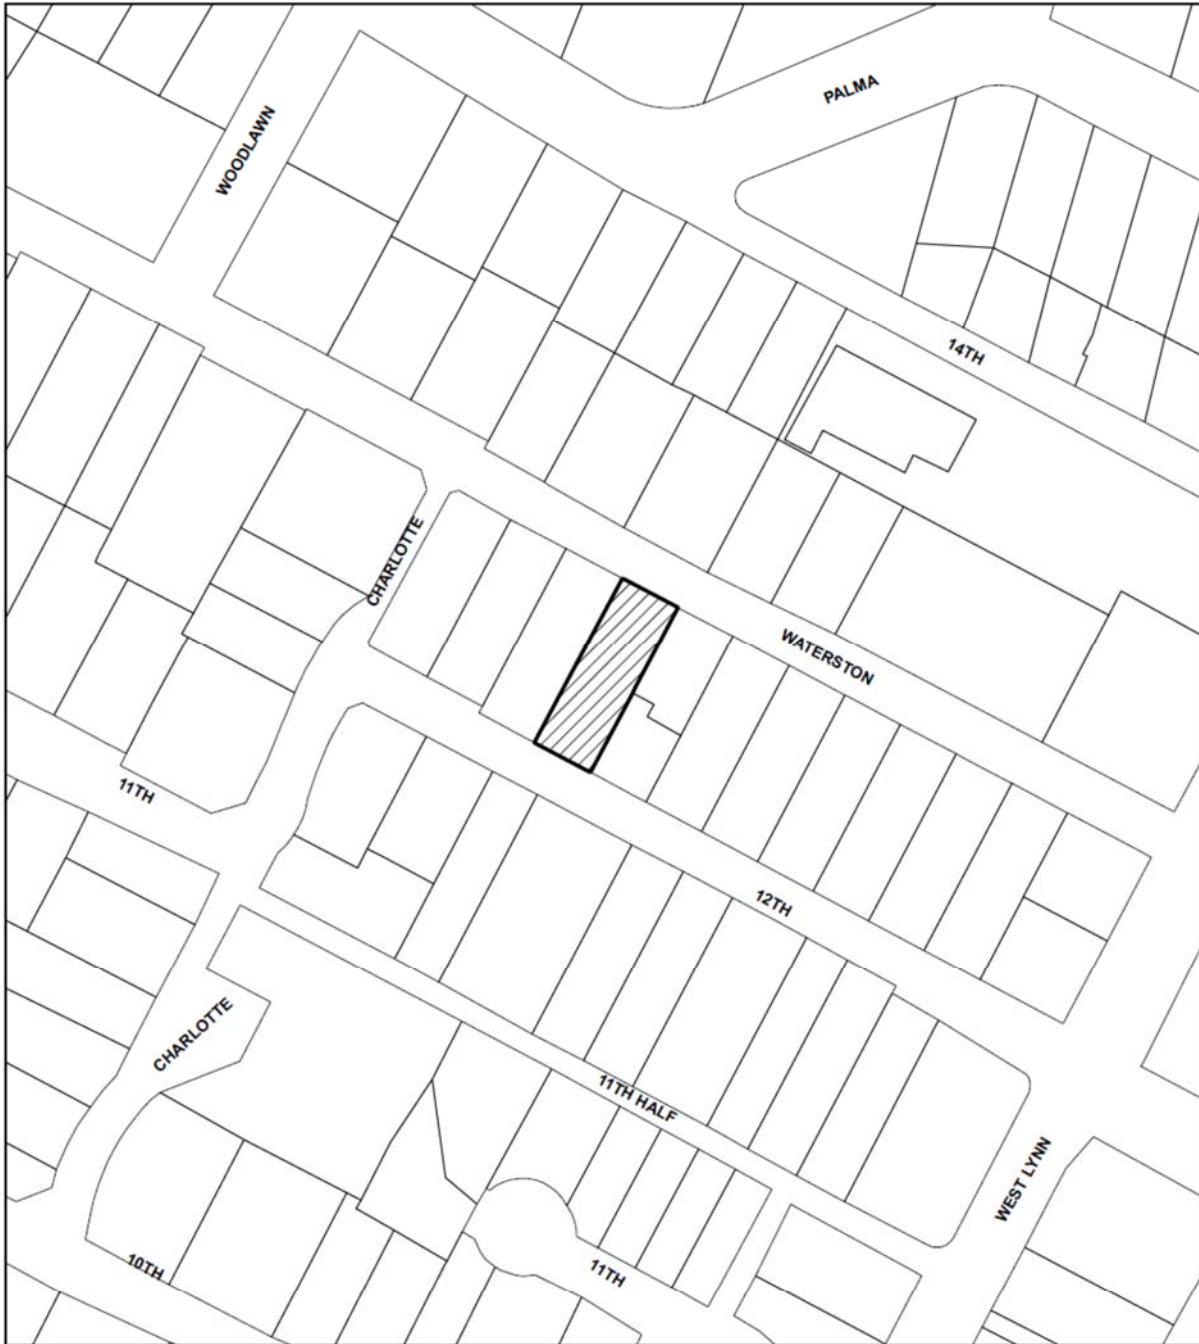 PALMA
WOODLAWN
14TH
CHARLOTTE
WATERSTON
11TH
12TH
CHARLOTTE
11TH HALF
WEST LYNN
10TH
11TH